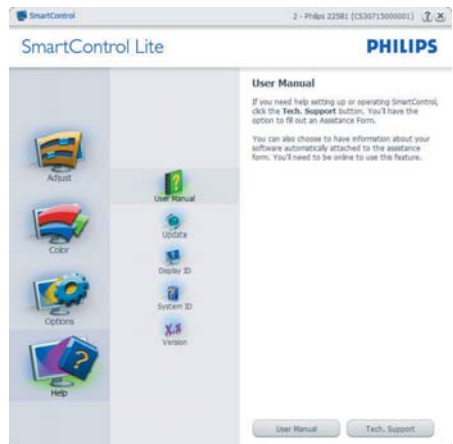 SmartControl
2 - Philips 225B1 (CS30715000001)
? X
SmartControl Lite
PHILIPS
Adjust
Color
Options
Help
User Manual
Update
Display ID
System ID
X.X
Version
User Manual
If you need help setting up or operating SmartControl,
click the Tech. Support button. You'll have the
option to fill out an Assistance Form.
You can also choose to have information about your
software automatically attached to the assistance
form. You'll need to be online to use this feature.
User Manual
Tech. Support